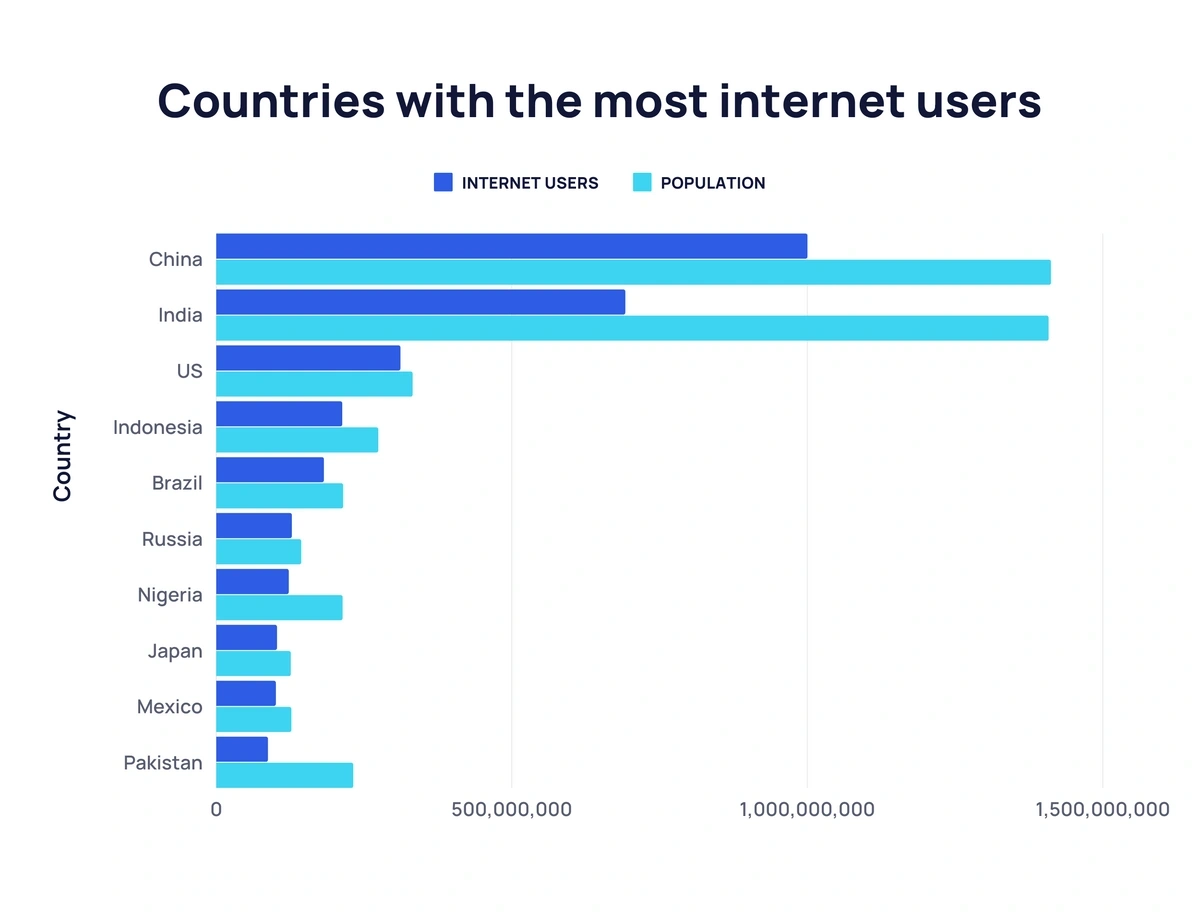 Countries with the most internet users
INTERNET USERS POPULATION
Country
China
India
US
Indonesia
Brazil
Russia
Nigeria
Japan
Mexico
Pakistan
0 500,000,000 1,000,000,000 1,500,000,000